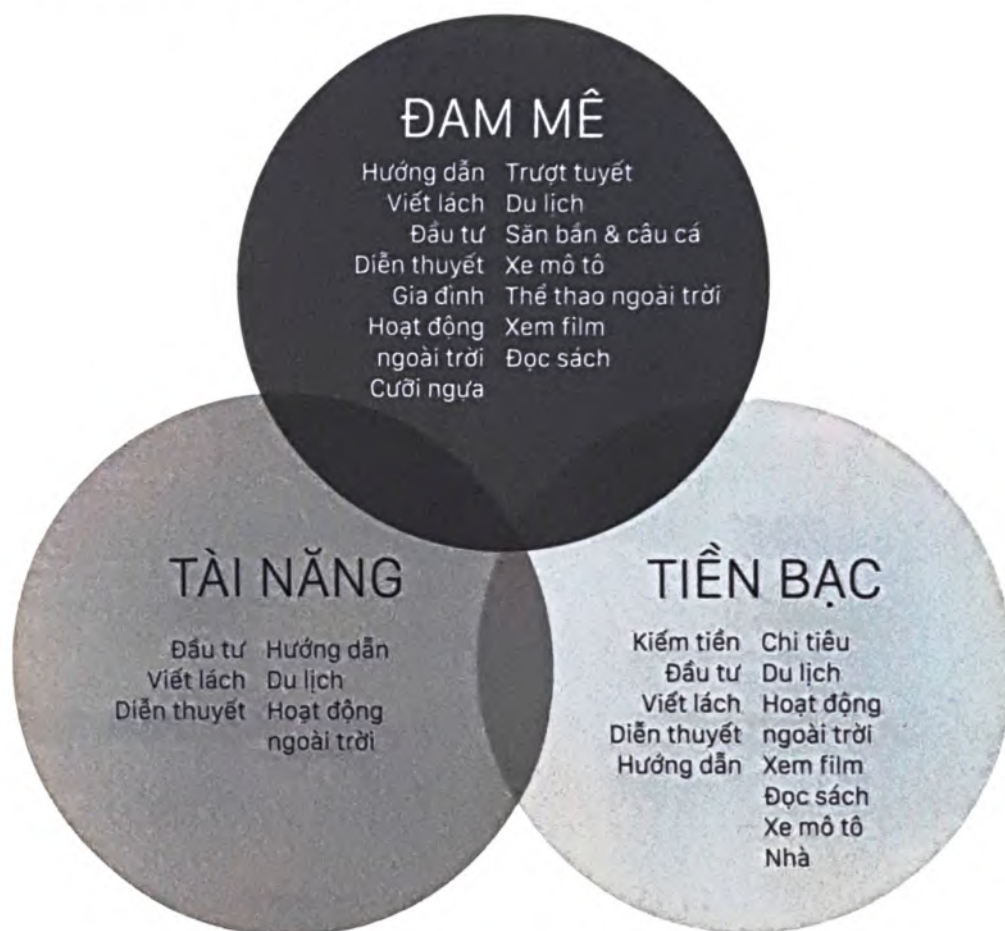 ĐAM MÊ
Hướng dẫn
Viết lách
Đầu tư
Diễn thuyết
Gia đình
Hoạt động
ngoài trời
Cưỡi ngựa
Trượt tuyết
Du lịch
Săn bắn & câu cá
Xe mô tô
Thể thao ngoài trời
Xem film
Đọc sách
TÀI NĂNG
Đầu tư
Viết lách
Diễn thuyết
Hướng dẫn
Du lịch
Hoạt động
ngoài trời
TIỀN BẠC
Kiếm tiền
Đầu tư
Viết lách
Diễn thuyết
Hướng dẫn
Chi tiêu
Du lịch
Hoạt động
ngoài trời
Xem film
Đọc sách
Xe mô tô
Nhà